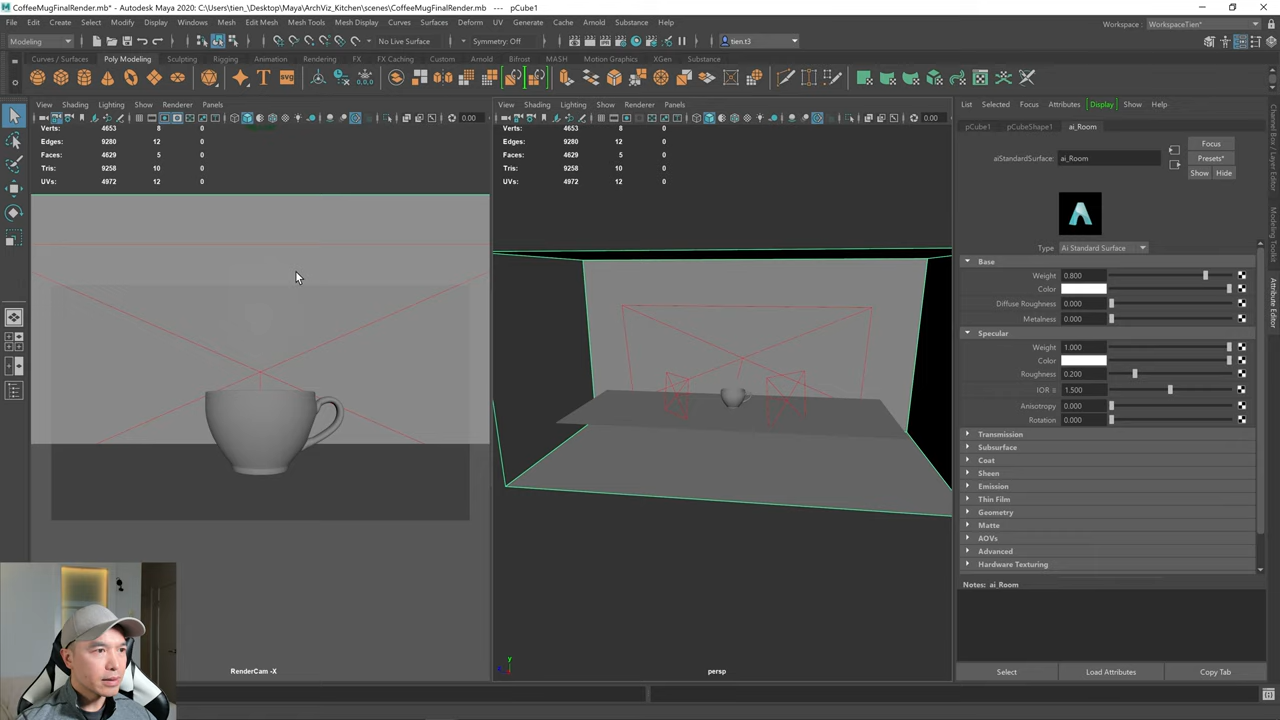 CoffeeMugFinalRender.mb* - Autodesk Maya 2020: C:\Users\tien_\Desktop\Maya\ArchViz_Kitchen\scenes\CoffeeMugFinalRender.mb --- pCube1
File Edit Create Select Modify Display Windows Mesh Edit Mesh Mesh Tools Mesh Display Curves Surfaces Deform UV Generate Cache Arnold Substance Help
Workspace : WorkspaceTien*
Modeling No Live Surface Symmetry: Off tien.t3
Curves / Surfaces Poly Modeling Sculpting Rigging Animation Rendering FX FX Caching Custom Arnold Bifrost MASH Motion Graphics XGen Substance
View Shading Lighting Show Renderer Panels
0.00
Verts: 4653 8 0
Edges: 9280 12 0
Faces: 4629 5 0
Tris: 9258 10 0
UVs: 4972 12 0
RenderCam -X
View Shading Lighting Show Renderer Panels
0.00
Verts: 4653 8 0
Edges: 9280 12 0
Faces: 4629 5 0
Tris: 9258 10 0
UVs: 4972 12 0
persp
List Selected Focus Attributes Display Show Help
pCube1 pCubeShape1 ai_Room
Focus
aiStandardSurface: ai_Room
Presets*
Show Hide
Type Ai Standard Surface
Base
Weight 0.800
Color
Diffuse Roughness 0.000
Metalness 0.000
Specular
Weight 1.000
Color
Roughness 0.200
IOR 1.500
Anisotropy 0.000
Rotation 0.000
Transmission
Subsurface
Coat
Sheen
Emission
Thin Film
Geometry
Matte
AOVs
Advanced
Hardware Texturing
Notes: ai_Room
Select Load Attributes Copy Tab
Channel Box / Layer Editor
Modeling Toolkit
Attribute Editor